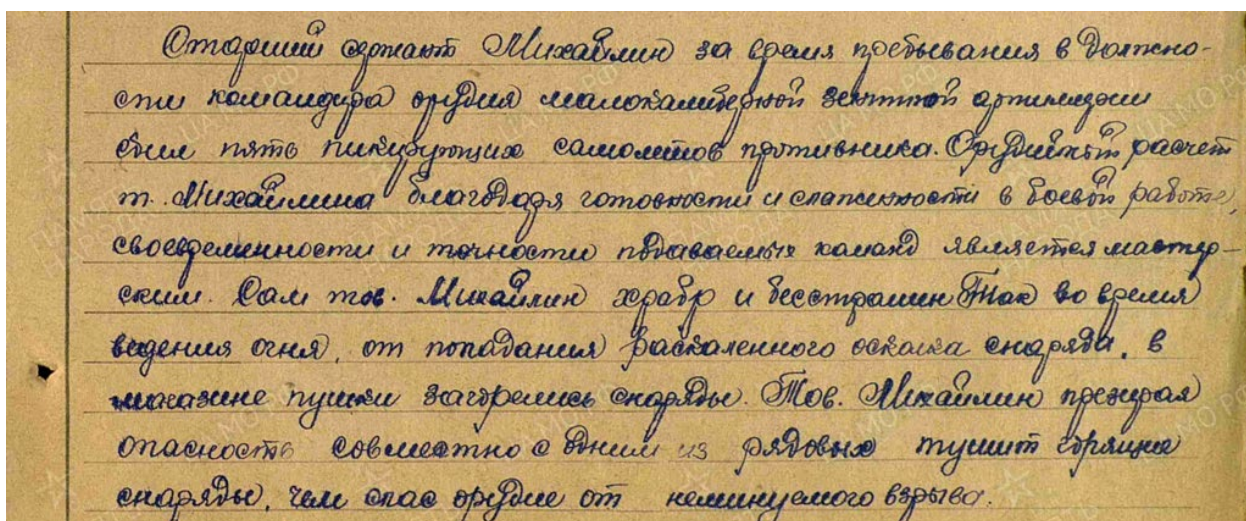 Старший сержант Михайлин за время пребывания в должно-
сти командира орудия малокалиберной зенитной артиллерии
сбил пять пикирующих самолетов противника. Орудийный расчет
т. Михайлина благодаря готовности и слаженности в боевой работе,
своевременности и точности подаваемых команд является мастер-
ским. Сам тов. Михайлин храбр и бесстрашен. Так во время
ведения огня, от попадания раскаленного осколка снаряда, в
магазине пушки загорелись снаряды. Тов. Михайлин презирая
опасность совместно с одним из рядовых тушит горящие
снаряды, чем спас орудие от неминуемого взрыва.